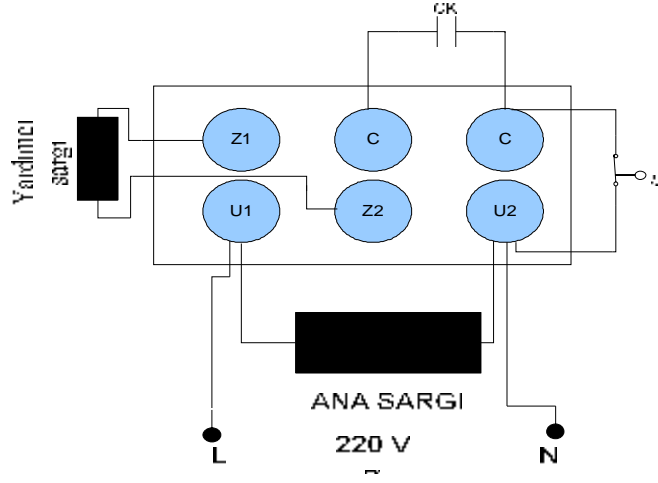 CK
Z1 C C
Yardımcı
sargı
U1 Z2 U2
ANA SARGI
220 V
L N